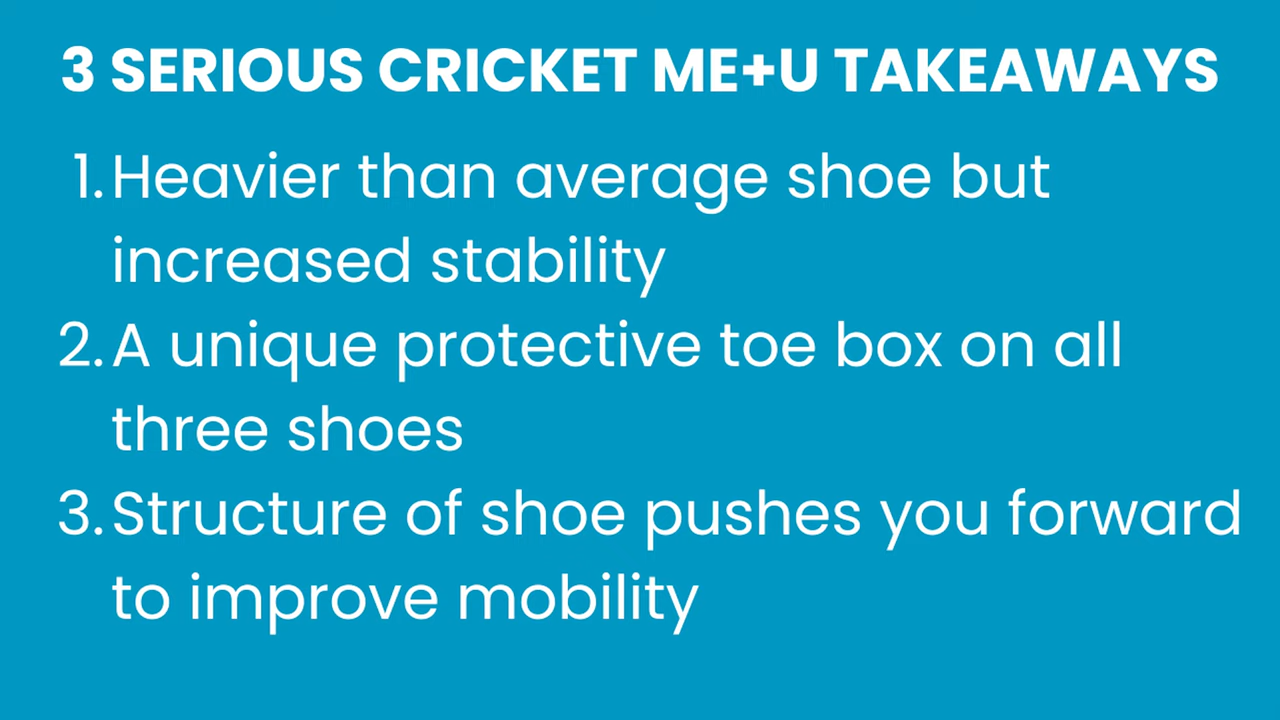 3 SERIOUS CRICKET ME+U TAKEAWAYS
1. Heavier than average shoe but
increased stability
2. A unique protective toe box on all
three shoes
3. Structure of shoe pushes you forward
to improve mobility